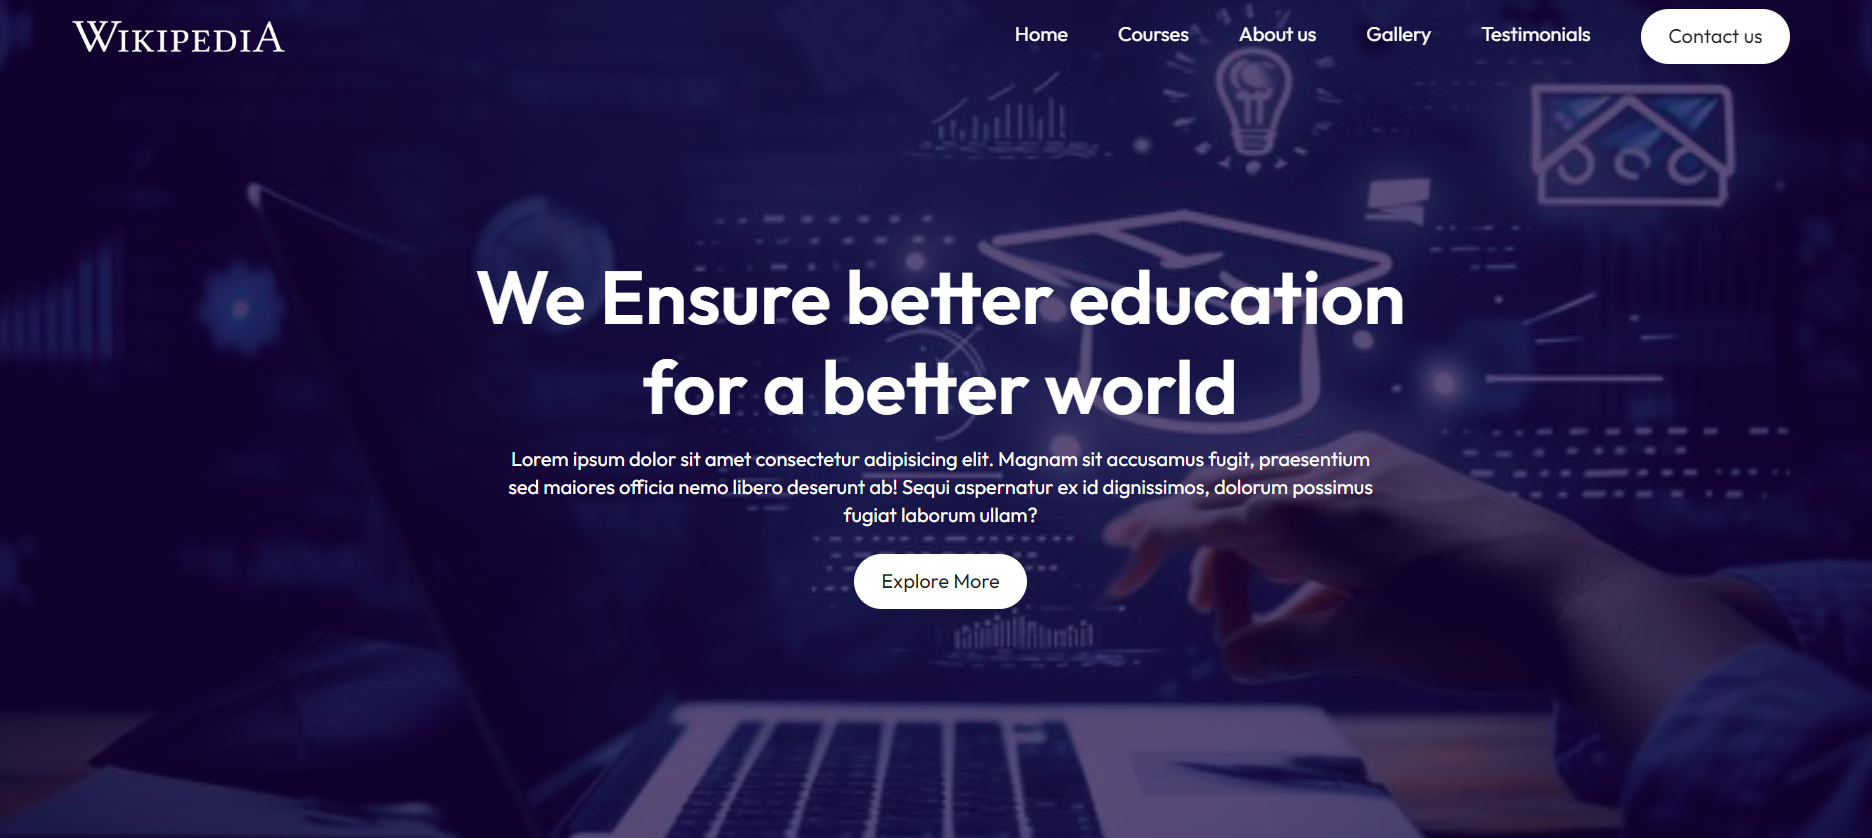 WIKIPEDIA
Home Courses About us Gallery Testimonials Contact us
We Ensure better education
for a better world
Lorem ipsum dolor sit amet consectetur adipisicing elit. Magnam sit accusamus fugit, praesentium
sed maiores officia nemo libero deserunt ab! Sequi aspernatur ex id dignissimos, dolorum possimus
fugiat laborum ullam?
Explore More